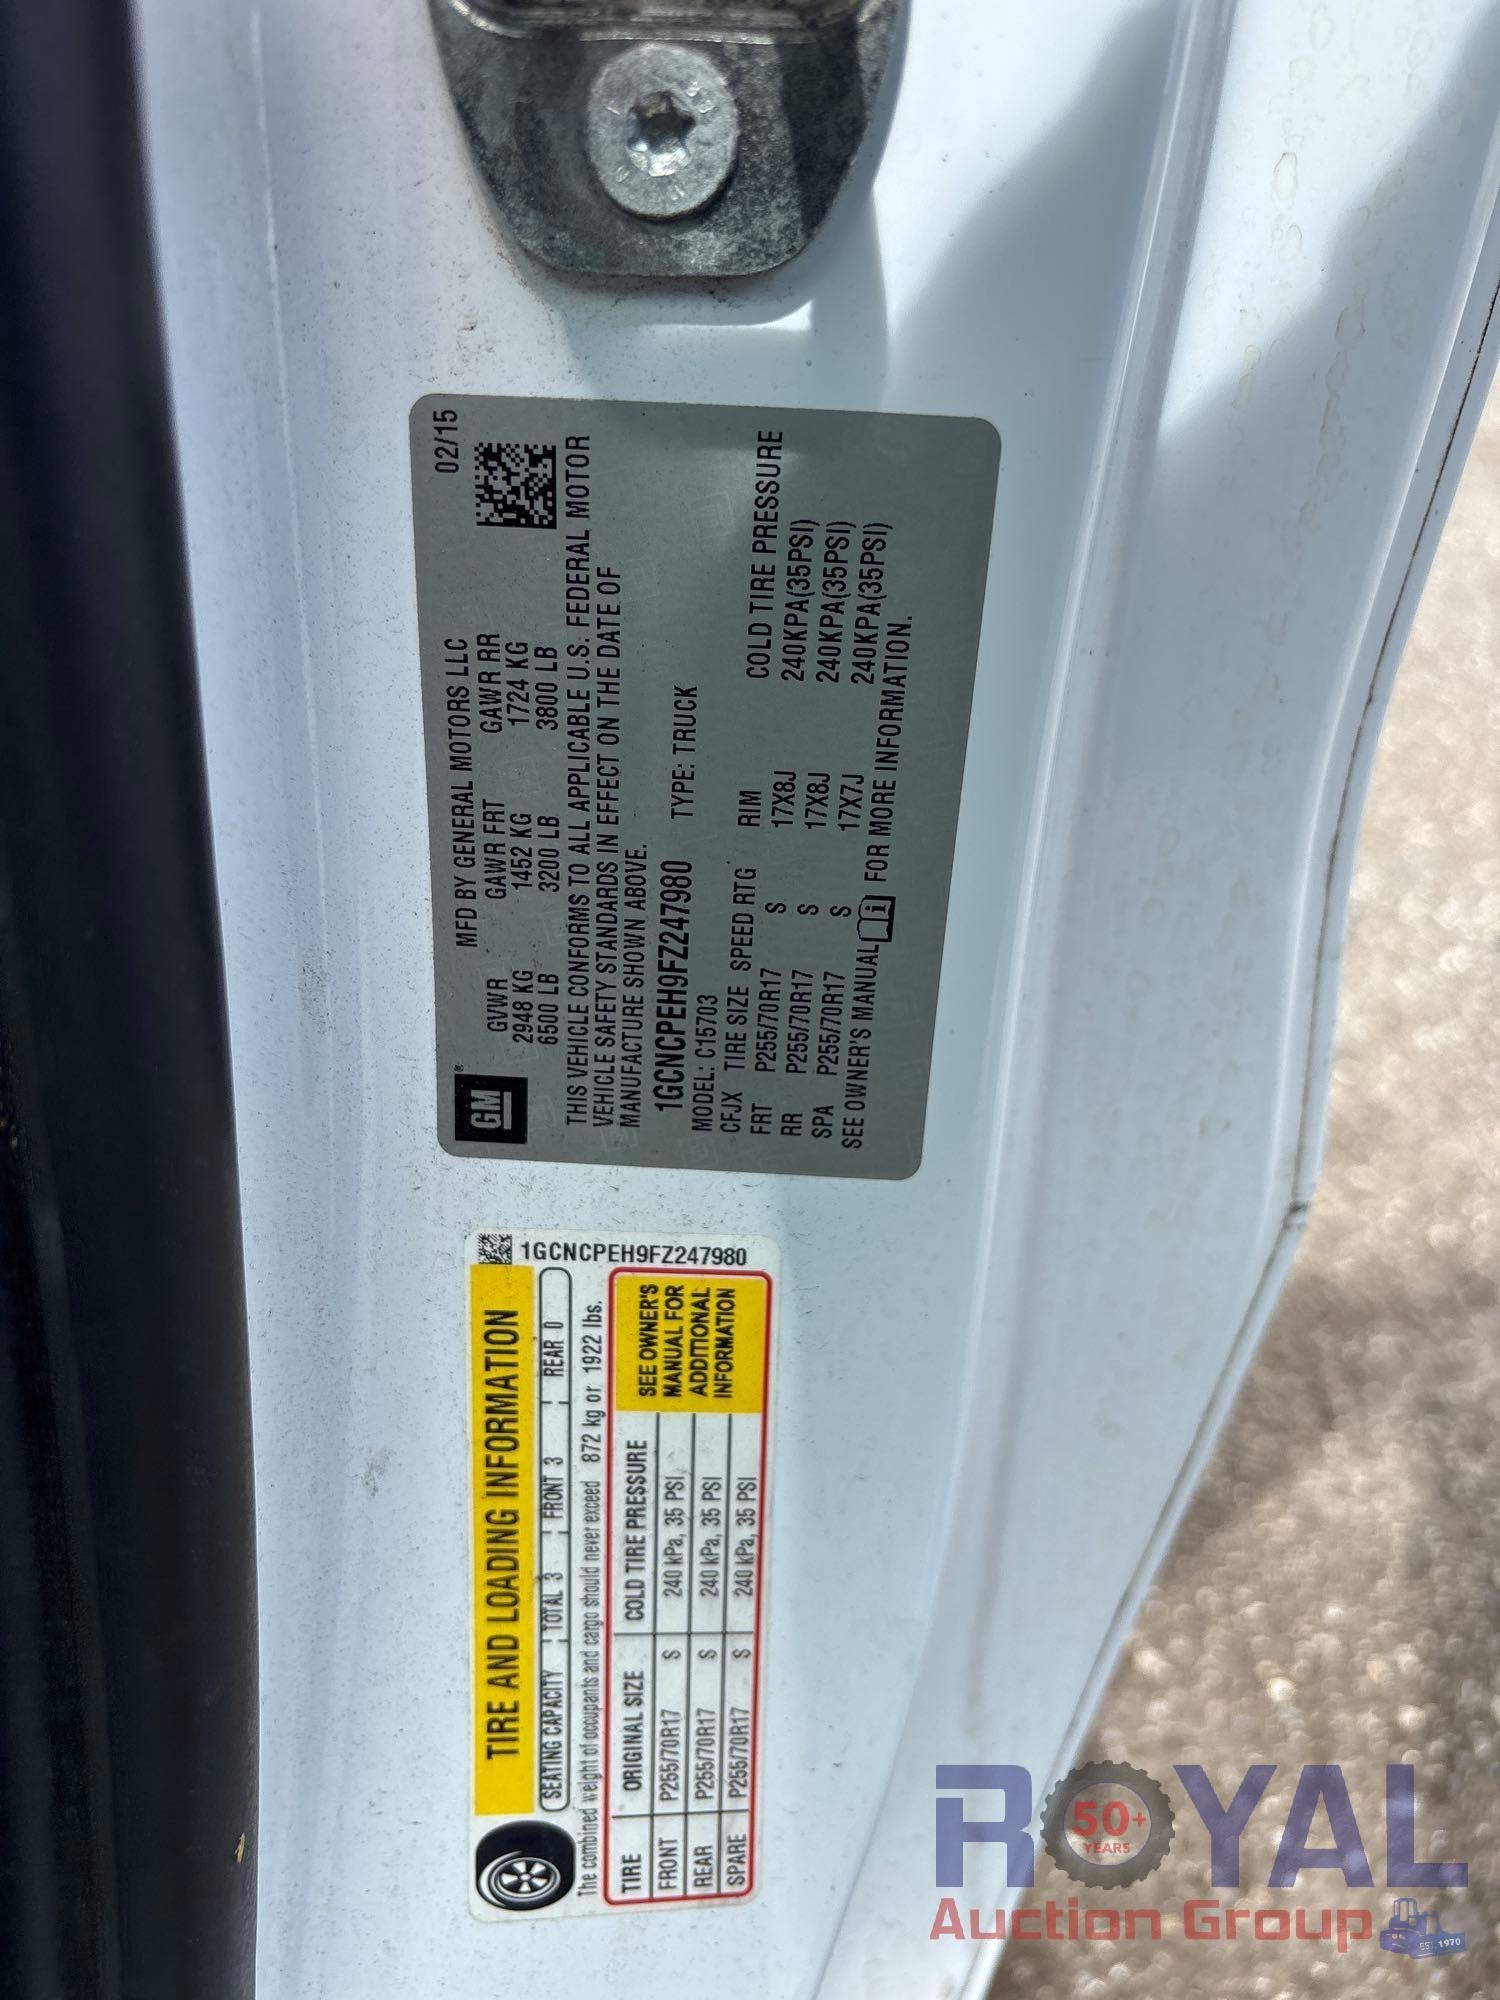 MFD BY GENERAL MOTORS LLC 02/15
GM ®
GVWR GAWR FRT GAWR RR
2948 KG 1452 KG 1724 KG
6500 LB 3200 LB 3800 LB
THIS VEHICLE CONFORMS TO ALL APPLICABLE U.S. FEDERAL MOTOR
VEHICLE SAFETY STANDARDS IN EFFECT ON THE DATE OF
MANUFACTURE SHOWN ABOVE.
1GCNCPEH9FZ247980 TYPE: TRUCK
MODEL: C15703
CFJX TIRE SIZE SPEED RTG RIM COLD TIRE PRESSURE
FRT P255/70R17 S 17X8J 240KPA(35PSI)
RR P255/70R17 S 17X8J 240KPA(35PSI)
SPA P255/70R17 S 17X7J 240KPA(35PSI)
SEE OWNER'S MANUAL i FOR MORE INFORMATION.
TIRE AND LOADING INFORMATION
1GCNCPEH9FZ247980
SEATING CAPACITY TOTAL 3 FRONT 3 REAR 0
The combined weight of occupants and cargo should never exceed 872 kg or 1922 lbs.
TIRE ORIGINAL SIZE COLD TIRE PRESSURE
FRONT P255/70R17 S 240 kPa, 35 PSI
REAR P255/70R17 S 240 kPa, 35 PSI
SPARE P255/70R17 S 240 kPa, 35 PSI
SEE OWNER'S
MANUAL FOR
ADDITIONAL
INFORMATION
ROYAL
50+
YEARS
Auction Group
EST. 1970